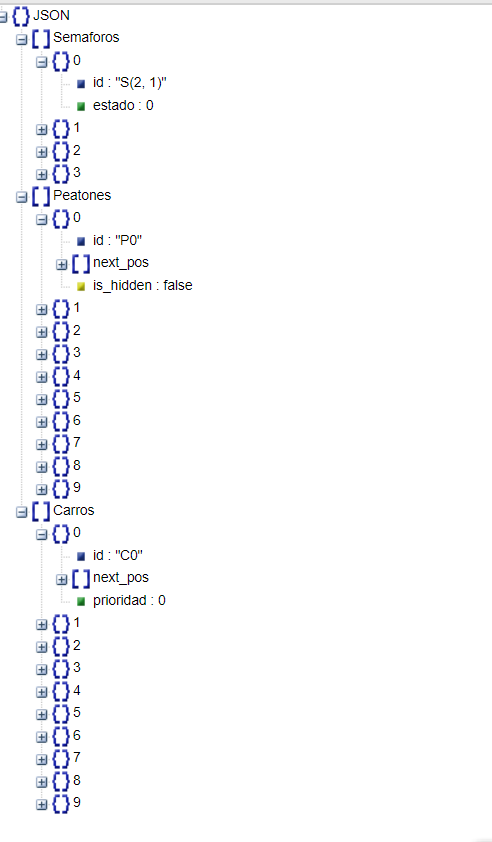 JSON
Semaforos
0
id : "S(2, 1)"
estado : 0
1
2
3
Peatones
0
id : "P0"
next_pos
is_hidden : false
1
2
3
4
5
6
7
8
9
Carros
0
id : "C0"
next_pos
prioridad : 0
1
2
3
4
5
6
7
8
9